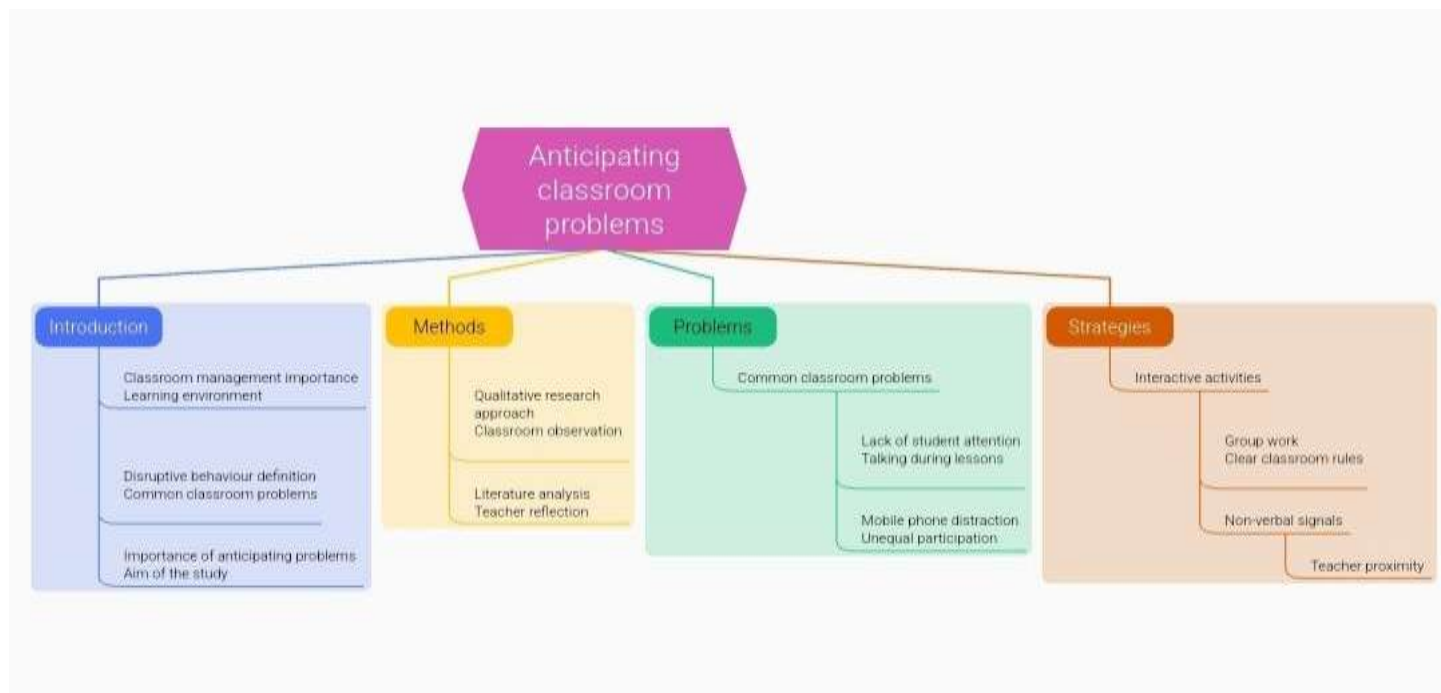 Anticipating
classroom
problems
Introduction
Classroom management importance
Learning environment
Disruptive behaviour definition
Common classroom problems
Importance of anticipating problems
Aim of the study
Methods
Qualitative research
approach
Classroom observation
Literature analysis
Teacher reflection
Problems
Common classroom problems
Lack of student attention
Talking during lessons
Mobile phone distraction
Unequal participation
Strategies
Interactive activities
Group work
Clear classroom rules
Non-verbal signals
Teacher proximity